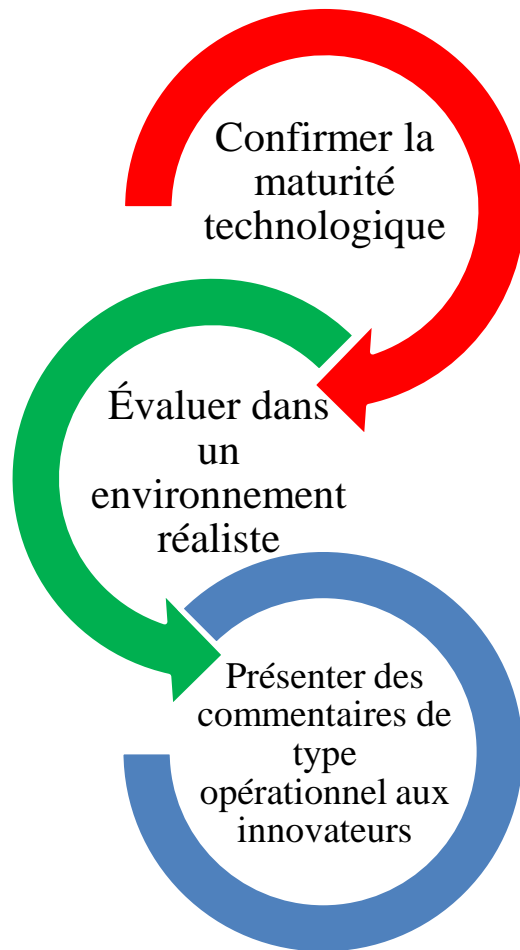 Confirmer la
maturité
technologique
Évaluer dans
un
environnement
réaliste
Présenter des
commentaires de
type
opérationnel aux
innovateurs